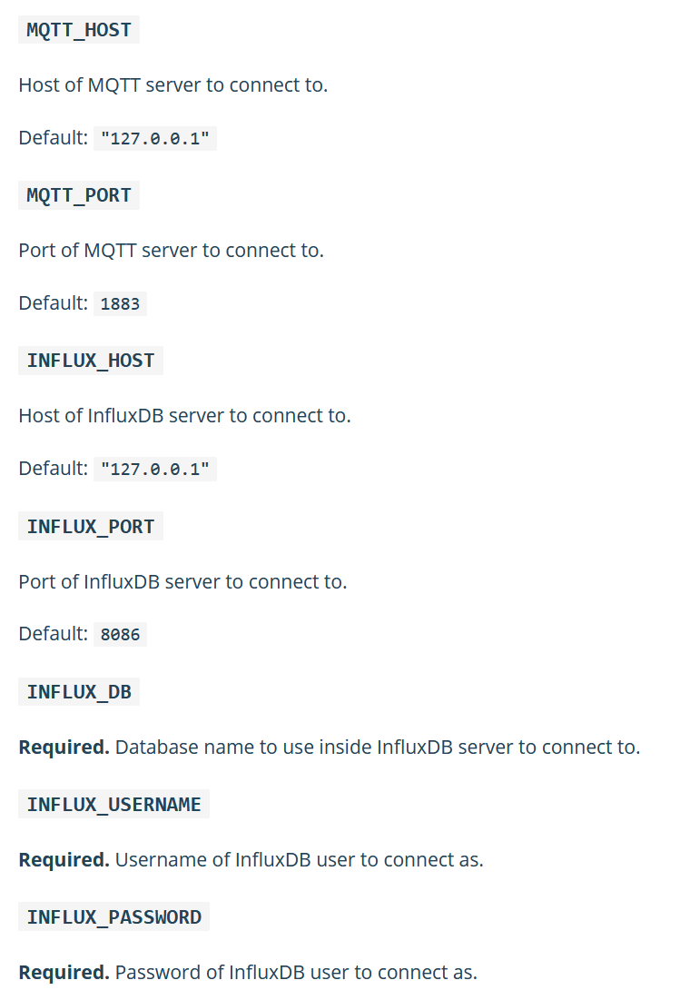 MQTT_HOST
Host of MQTT server to connect to.
Default: "127.0.0.1"
MQTT_PORT
Port of MQTT server to connect to.
Default: 1883
INFLUX_HOST
Host of InfluxDB server to connect to.
Default: "127.0.0.1"
INFLUX_PORT
Port of InfluxDB server to connect to.
Default: 8086
INFLUX_DB
Required. Database name to use inside InfluxDB server to connect to.
INFLUX_USERNAME
Required. Username of InfluxDB user to connect as.
INFLUX_PASSWORD
Required. Password of InfluxDB user to connect as.